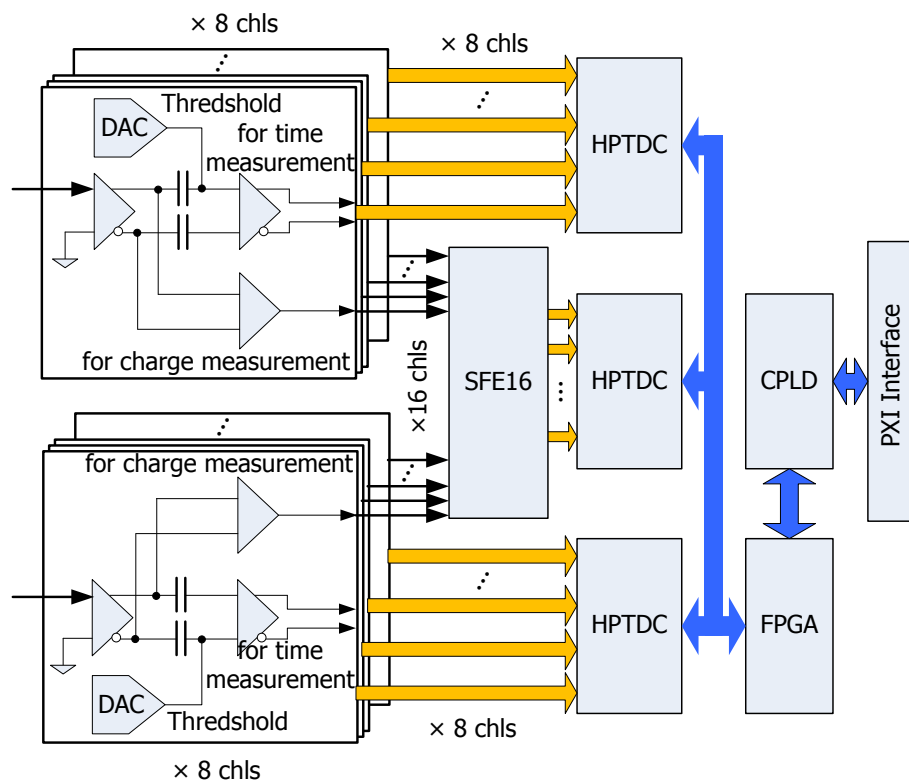 × 8 chls
× 8 chls
Thredshold
DAC
for time
measurement
HPTDC
for charge measurement
×16 chls
SFE16
HPTDC
CPLD
PXI Interface
for charge measurement
HPTDC
FPGA
for time
measurement
DAC
Thredshold
× 8 chls
× 8 chls